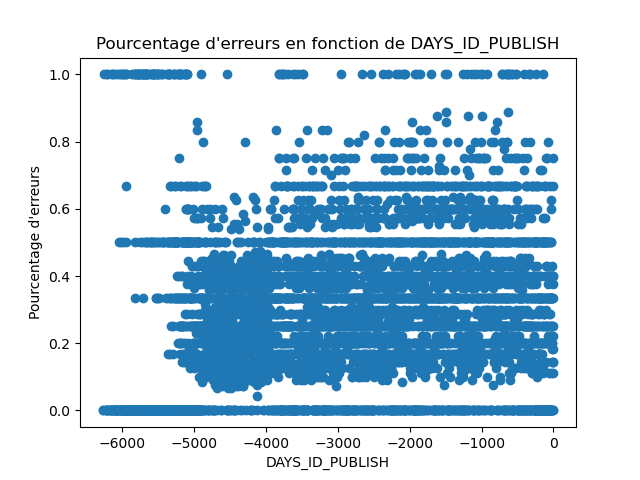 Pourcentage d'erreurs en fonction de DAYS_ID_PUBLISH
1.0
0.8
0.6
0.4
0.2
0.0
Pourcentage d'erreurs
−6000 −5000 −4000 −3000 −2000 −1000 0
DAYS_ID_PUBLISH